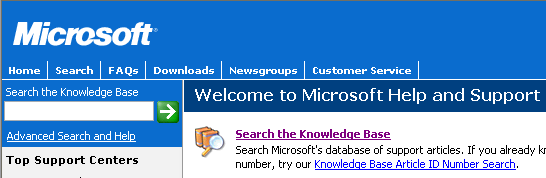 Microsoft
Home Search FAQs Downloads Newsgroups Customer Service
Search the Knowledge Base
Advanced Search and Help
Top Support Centers
Welcome to Microsoft Help and Support
Search the Knowledge Base
Search Microsoft's database of support articles. If you already
number, try our Knowledge Base Article ID Number Search.